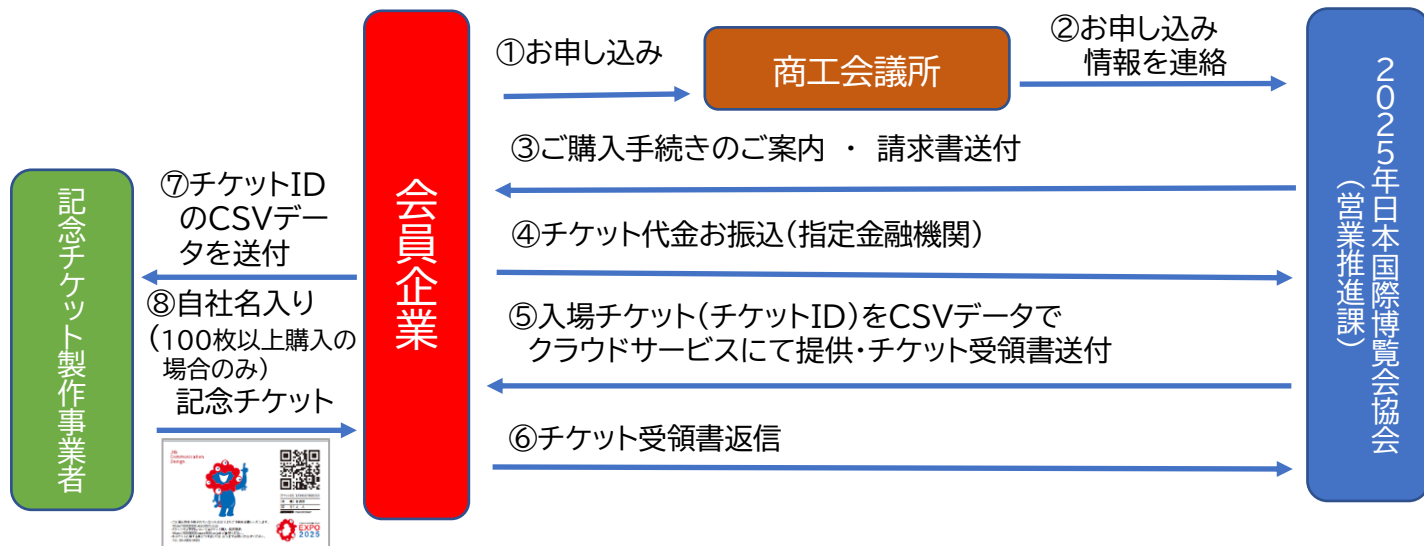 ①お申し込み
商工会議所
②お申し込み
情報を連絡
2025年日本国際博覧会協会
(営業推進課)
③ご購入手続きのご案内 ・ 請求書送付
④チケット代金お振込(指定金融機関)
⑤入場チケット(チケットID)をCSVデータで
クラウドサービスにて提供・チケット受領書送付
⑥チケット受領書返信
会員企業
⑦チケットID
のCSVデー
タを送付
⑧自社名入り
(100枚以上購入の
場合のみ)
記念チケット
記念チケット製作事業者
EXPO
2025